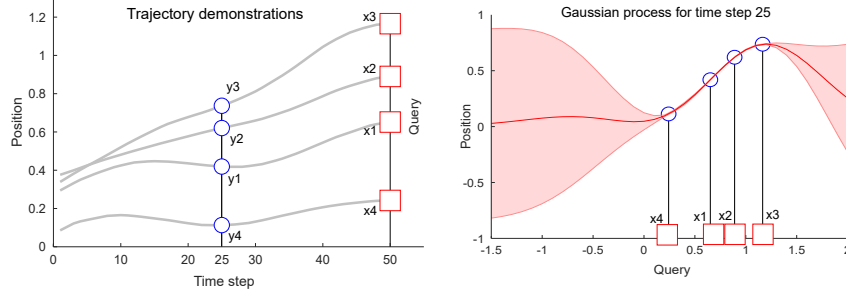 Trajectory demonstrations
1.2
1
0.8
0.6
0.4
0.2
0
Position
x3
x2
x1
x4
y3
y2
y1
y4
Query
0
10
20
25
30
40
50
Time step
Gaussian process for time step 25
1
0.5
0
-0.5
-1
Position
x4
x1
x2
x3
-1.5
-1
-0.5
0
0.5
1
1.5
2
Query